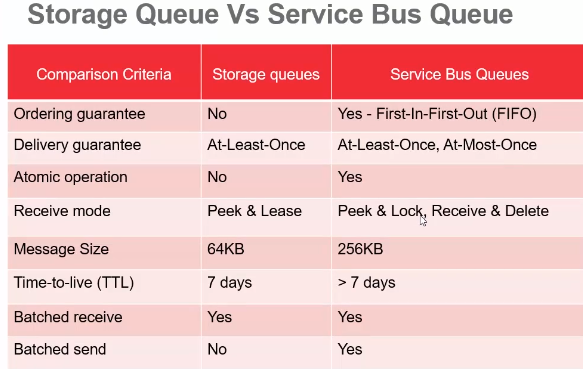 Storage Queue Vs Service Bus Queue
Comparison Criteria Storage queues Service Bus Queues
Ordering guarantee No Yes - First-In-First-Out (FIFO)
Delivery guarantee At-Least-Once At-Least-Once, At-Most-Once
Atomic operation No Yes
Receive mode Peek & Lease Peek & Lock, Receive & Delete
Message Size 64KB 256KB
Time-to-live (TTL) 7 days > 7 days
Batched receive Yes Yes
Batched send No Yes